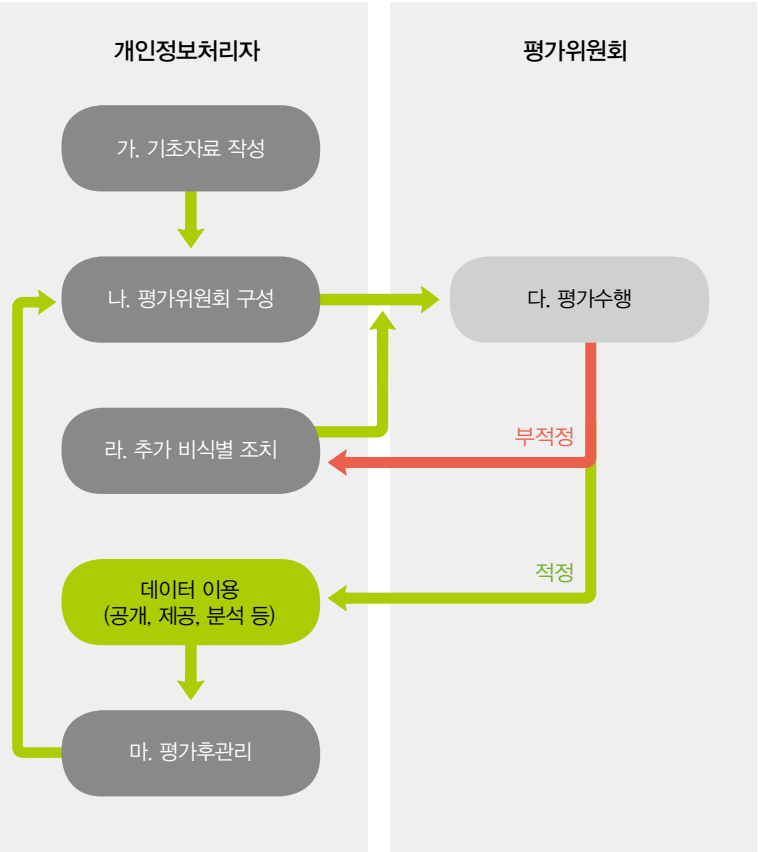 개인정보처리자
평가위원회
가. 기초자료 작성
나. 평가위원회 구성
다. 평가수행
부적정
라. 추가 비식별 조치
적정
데이터 이용
(공개, 제공, 분석 등)
마. 평가후관리